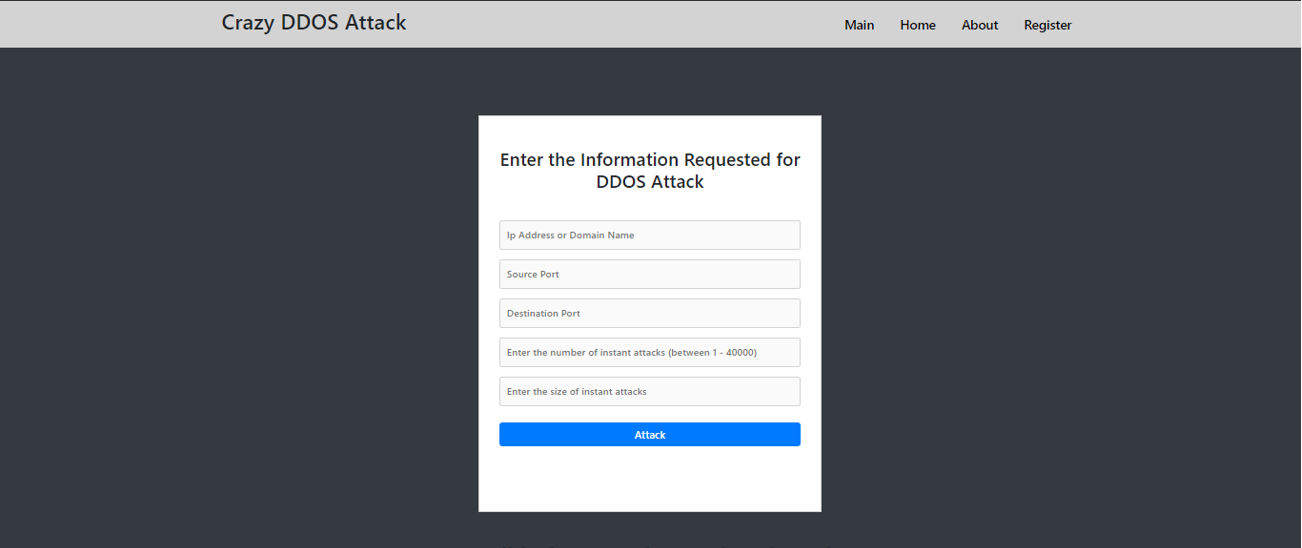 Crazy DDOS Attack
Main Home About Register
Enter the Information Requested for
DDOS Attack
Ip Address or Domain Name
Source Port
Destination Port
Enter the number of instant attacks (between 1 - 40000)
Enter the size of instant attacks
Attack